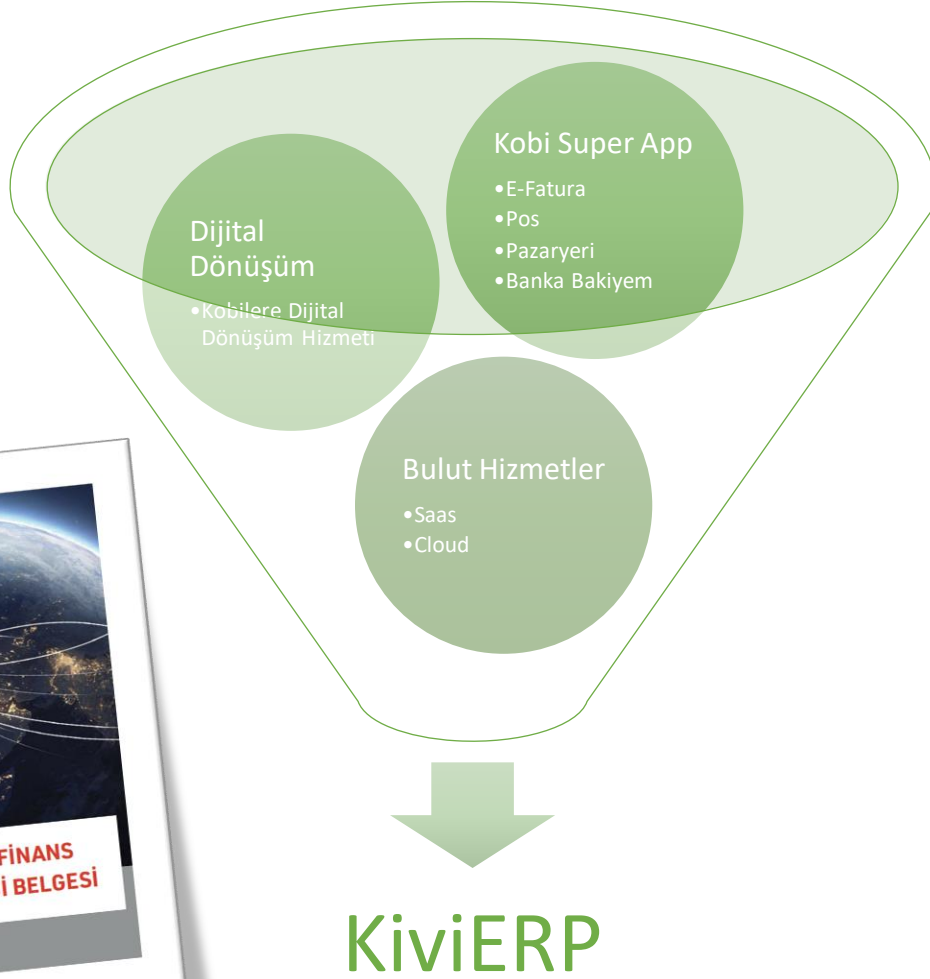 Kobi Super App
•E-Fatura
•Pos
•Pazaryeri
•Banka Bakiyem
Dijital
Dönüşüm
•Kobilere Dijital
Dönüşüm Hizmeti
Bulut Hizmetler
•Saas
•Cloud
FİNANS
İ BELGESİ
KiviERP